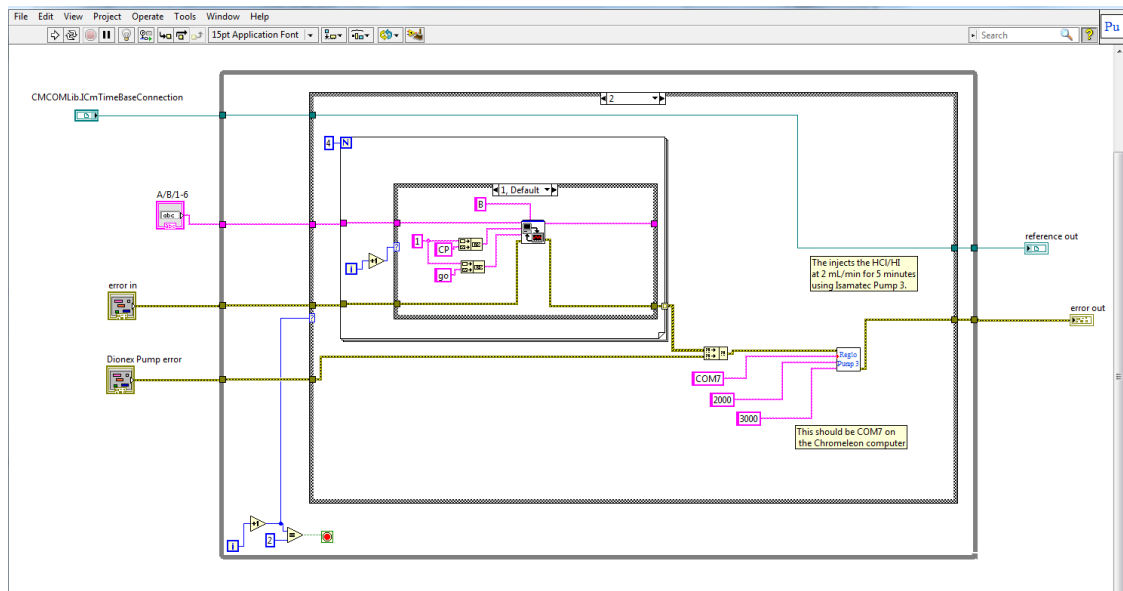 File Edit View Project Operate Tools Window Help
15pt Application Font
Search
Pu
CMCOMLib.ICmTimeBaseConnection
2
4 N
A/B/1-6
abc
1, Default
B
1
CP
go
i
+1
?
reference out
The injects the HCl/HI
at 2 mL/min for 5 minutes
using Isamatec Pump 3.
error in
?
error out
Dionex Pump error
Reglo
Pump 3
COM7
2000
3000
This should be COM7 on
the Chromeleon computer
+1
=
i
2